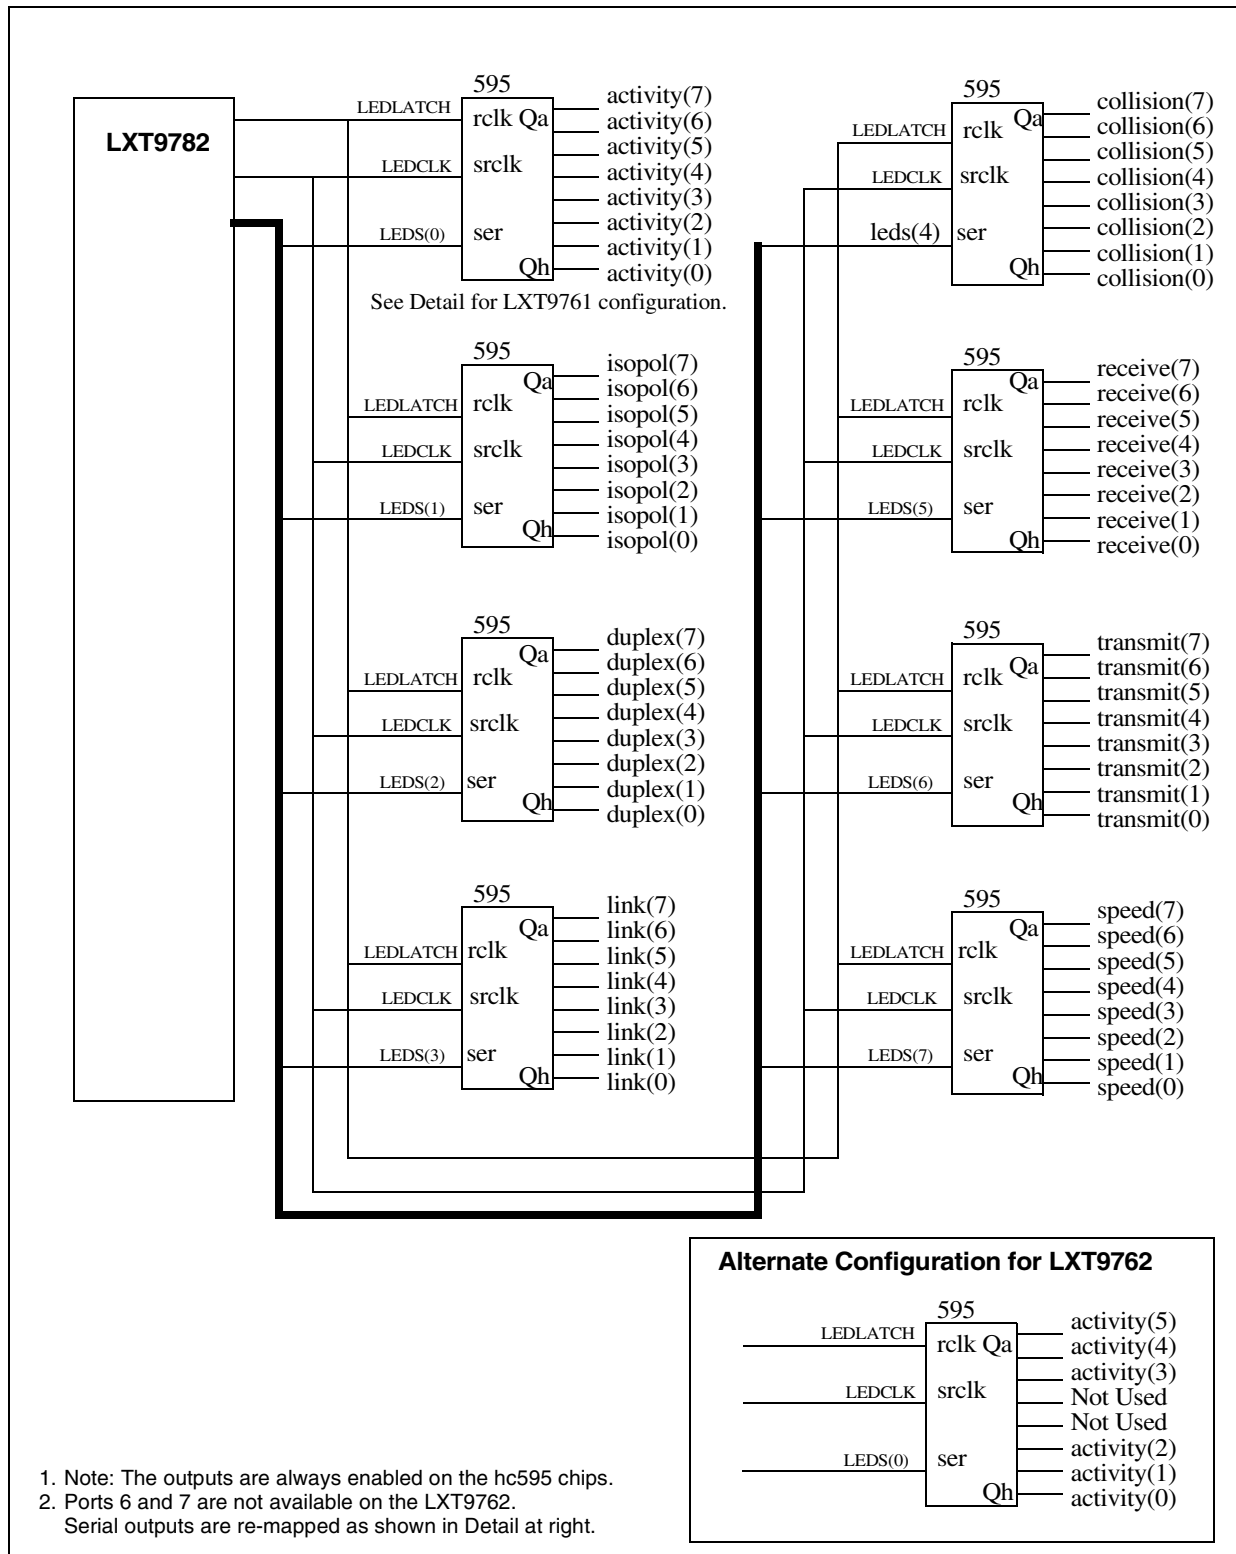 LXT9782
595
LEDLATCH
rclk Qa
LEDCLK
srclk
LEDS(0)
ser
Qh
activity(7)
activity(6)
activity(5)
activity(4)
activity(3)
activity(2)
activity(1)
activity(0)
See Detail for LXT9761 configuration.
595
Qa
LEDLATCH
rclk
LEDCLK
srclk
LEDS(1)
ser
Qh
isopol(7)
isopol(6)
isopol(5)
isopol(4)
isopol(3)
isopol(2)
isopol(1)
isopol(0)
595
Qa
LEDLATCH
rclk
LEDCLK
srclk
LEDS(2)
ser
Qh
duplex(7)
duplex(6)
duplex(5)
duplex(4)
duplex(3)
duplex(2)
duplex(1)
duplex(0)
595
Qa
LEDLATCH
rclk
LEDCLK
srclk
LEDS(3)
ser
Qh
link(7)
link(6)
link(5)
link(4)
link(3)
link(2)
link(1)
link(0)
595
Qa
LEDLATCH
rclk
LEDCLK
srclk
leds(4)
ser
Qh
collision(7)
collision(6)
collision(5)
collision(4)
collision(3)
collision(2)
collision(1)
collision(0)
595
Qa
LEDLATCH
rclk
LEDCLK
srclk
LEDS(5)
ser
Qh
receive(7)
receive(6)
receive(5)
receive(4)
receive(3)
receive(2)
receive(1)
receive(0)
595
Qa
LEDLATCH
rclk
LEDCLK
srclk
LEDS(6)
ser
Qh
transmit(7)
transmit(6)
transmit(5)
transmit(4)
transmit(3)
transmit(2)
transmit(1)
transmit(0)
595
Qa
LEDLATCH
rclk
LEDCLK
srclk
LEDS(7)
ser
Qh
speed(7)
speed(6)
speed(5)
speed(4)
speed(3)
speed(2)
speed(1)
speed(0)
Alternate Configuration for LXT9762
595
LEDLATCH
rclk Qa
LEDCLK
srclk
LEDS(0)
ser
Qh
activity(5)
activity(4)
activity(3)
Not Used
Not Used
activity(2)
activity(1)
activity(0)
1. Note: The outputs are always enabled on the hc595 chips.
2. Ports 6 and 7 are not available on the LXT9762.
Serial outputs are re-mapped as shown in Detail at right.